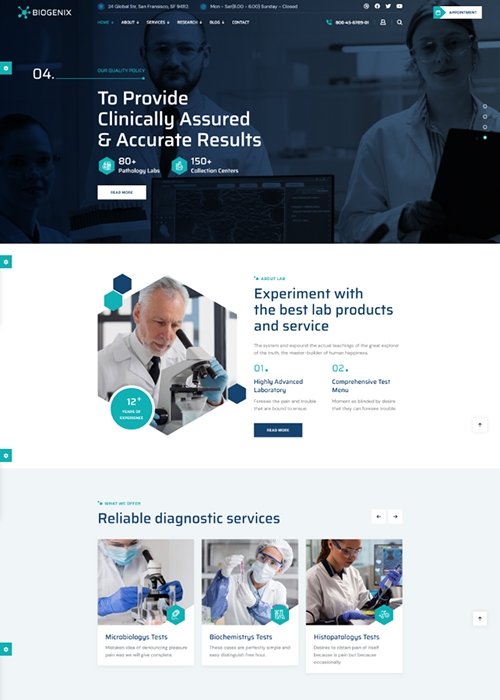 BIOGENIX
24 Global Str, San Fransisco, SF 9482
Mon - Sat(8.00 - 6.00) Sunday - Closed
APPOINTMENT
HOME
ABOUT
SERVICES
RESEARCH
BLOG
CONTACT
808-43-6789-01
04.
OUR QUALITY POLICY
To Provide
Clinically Assured
& Accurate Results
80+
Pathology Labs
150+
Collection Centers
READ MORE
ABOUT LAB
Experiment with
the best lab products
and service
The system and expound the actual teachings of the great explorer
of the truth, the master-builder of human happiness.
01.
Highly Advanced
Laboratory
Foresee the pain and trouble
that are bound to ensue.
02.
Comprehensive Test
Menu
Moment so blinded by desire
that they can foresee trouble.
12+
YEARS OF
EXPERIENCE
READ MORE
WHAT WE OFFER
Reliable diagnostic services
Microbiologys Tests
Mistaken idea of denouncing pleasure
pain was we will give complete.
Biochemistrys Tests
These cases are perfectly simple and
easy distinguish free hour.
Histopatologys Tests
Desires to obtain pain of itself
because is pain but because
occasionally.